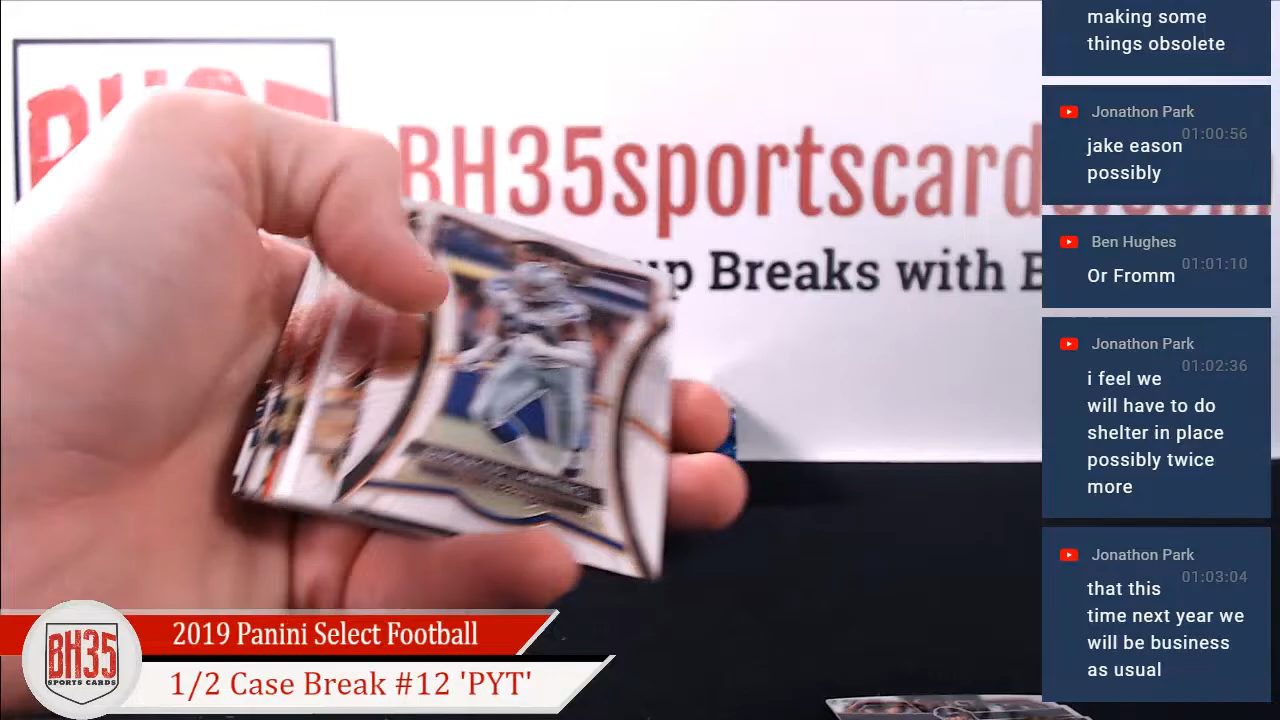 BH35sportscards.com
up Breaks with B
2019 Panini Select Football
1/2 Case Break #12 'PYT'
BH35
SPORTS CARDS
making some
things obsolete
Jonathon Park
01:00:56
jake eason
possibly
Ben Hughes
01:01:10
Or Fromm
Jonathon Park
01:02:36
i feel we
will have to do
shelter in place
possibly twice
more
Jonathon Park
01:03:04
that this
time next year we
will be business
as usual